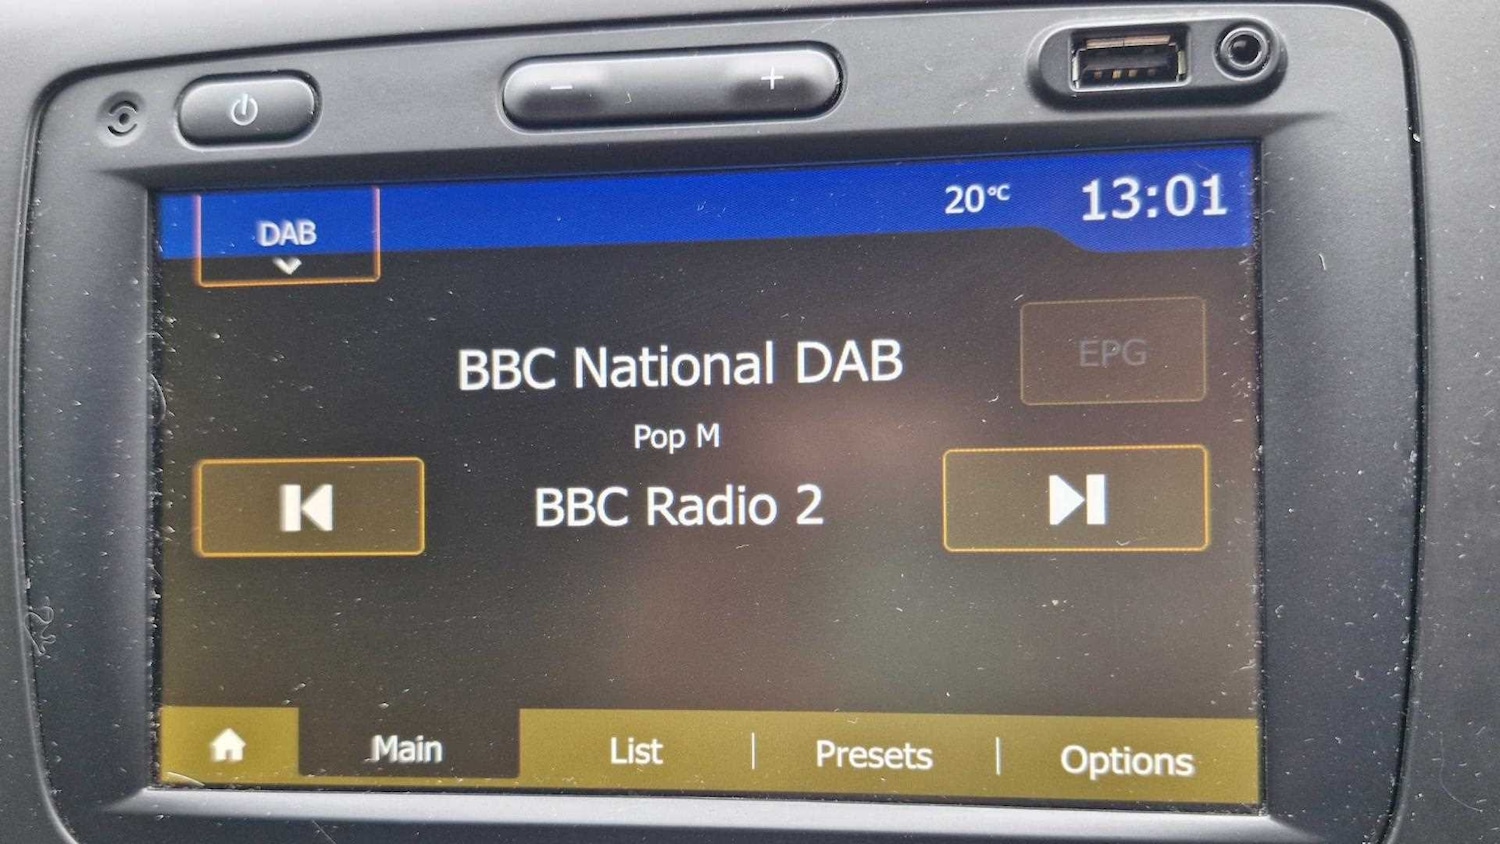 20°C 13:01
DAB
EPG
BBC National DAB
Pop M
BBC Radio 2
Main List Presets Options